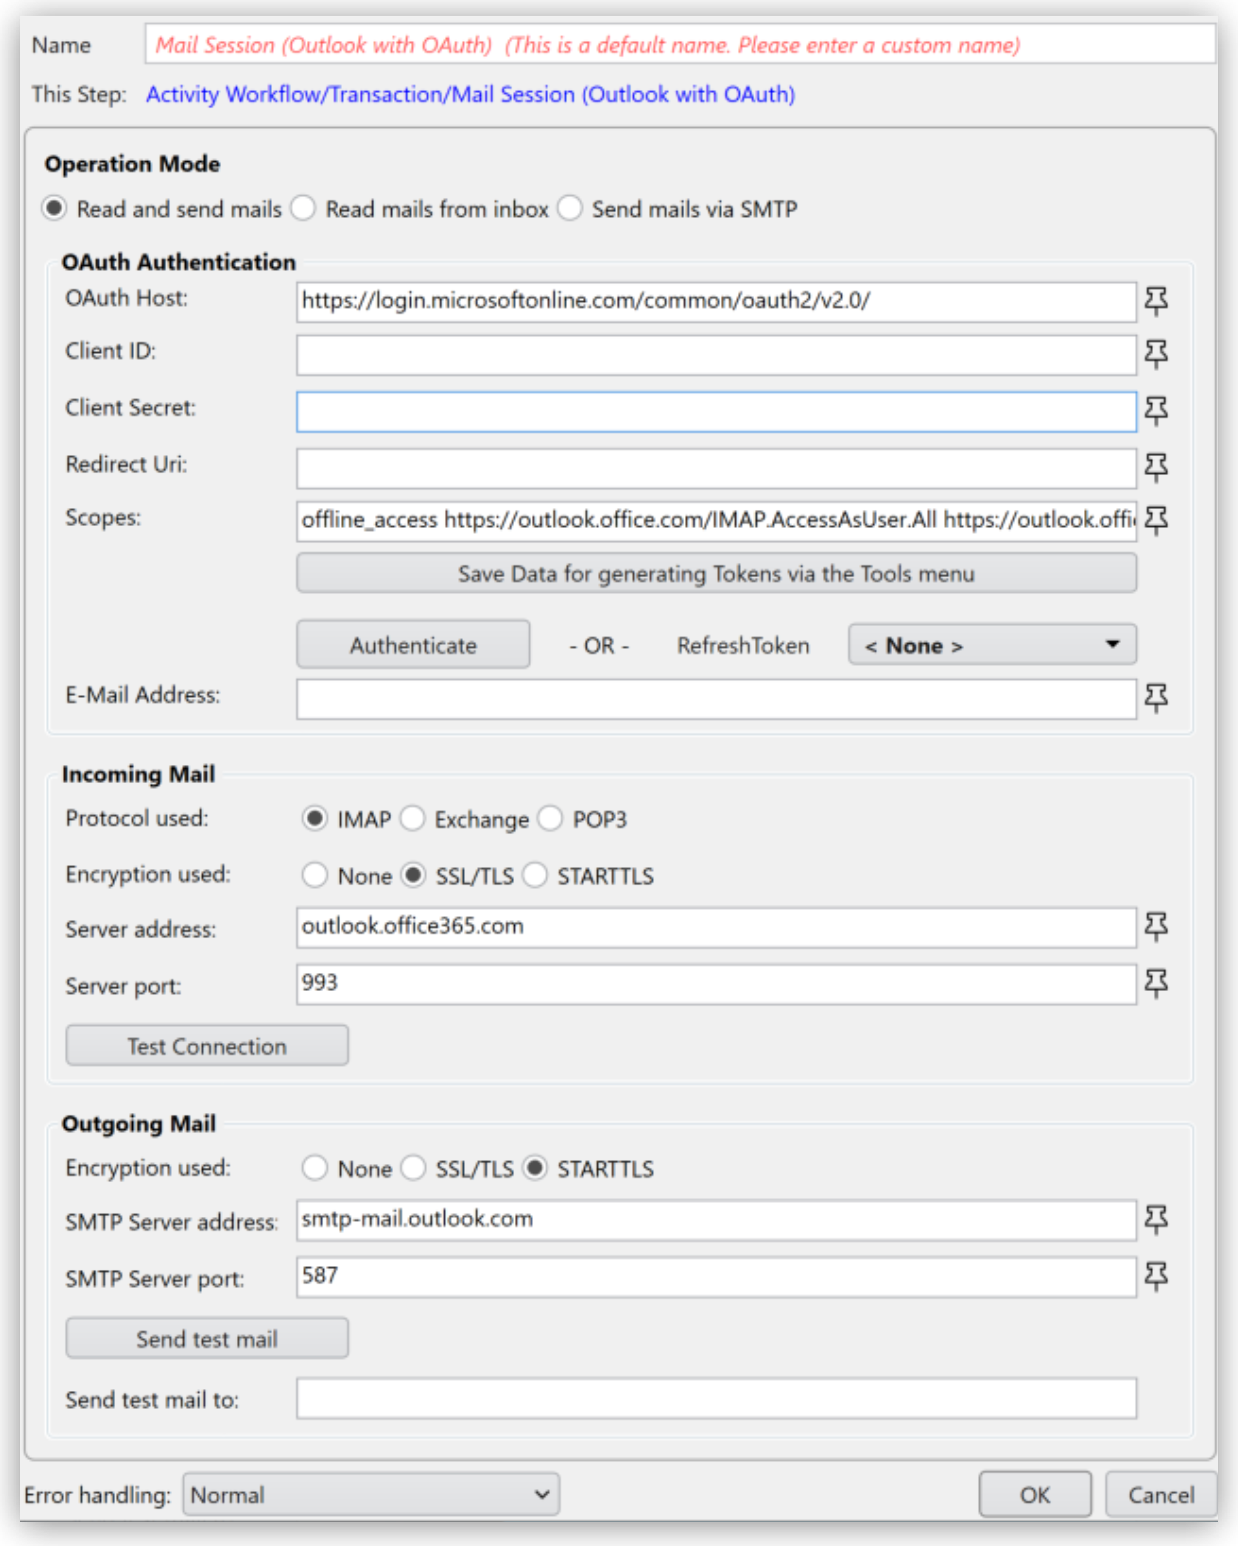 Name Mail Session (Outlook with OAuth) (This is a default name. Please enter a custom name)
This Step: Activity Workflow/Transaction/Mail Session (Outlook with OAuth)
Operation Mode
Read and send mails Read mails from inbox Send mails via SMTP
OAuth Authentication
OAuth Host: https://login.microsoftonline.com/common/oauth2/v2.0/
Client ID:
Client Secret:
Redirect Uri:
Scopes: offline_access https://outlook.office.com/IMAP.AccessAsUser.All https://outlook.offi
Save Data for generating Tokens via the Tools menu
Authenticate - OR - RefreshToken < None >
E-Mail Address:
Incoming Mail
Protocol used: IMAP Exchange POP3
Encryption used: None SSL/TLS STARTTLS
Server address: outlook.office365.com
Server port: 993
Test Connection
Outgoing Mail
Encryption used: None SSL/TLS STARTTLS
SMTP Server address: smtp-mail.outlook.com
SMTP Server port: 587
Send test mail
Send test mail to:
Error handling: Normal OK Cancel